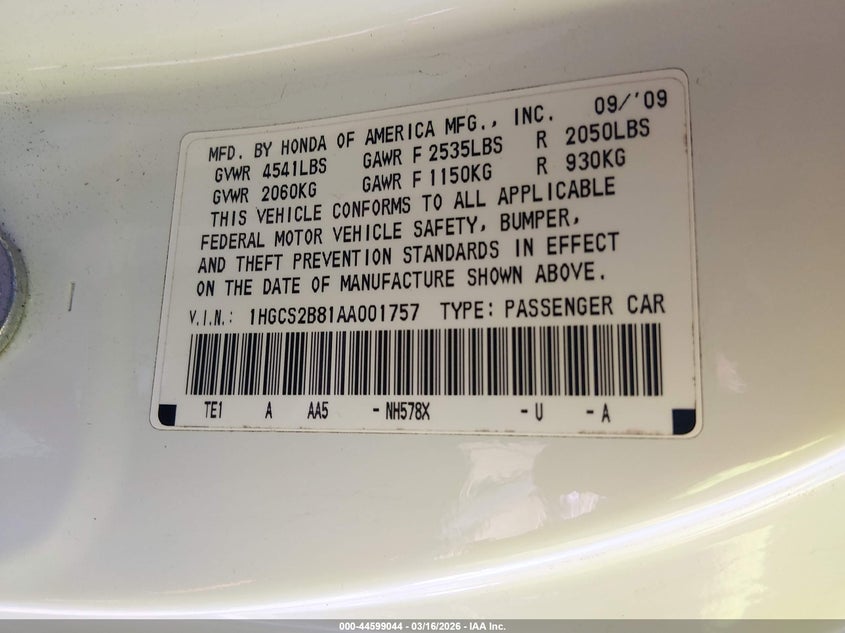 MFD. BY HONDA OF AMERICA MFG., INC. 09/'09
GVWR 4541LBS GAWR F 2535LBS R 2050LBS
GVWR 2060KG GAWR F 1150KG R 930KG
THIS VEHICLE CONFORMS TO ALL APPLICABLE
FEDERAL MOTOR VEHICLE SAFETY, BUMPER,
AND THEFT PREVENTION STANDARDS IN EFFECT
ON THE DATE OF MANUFACTURE SHOWN ABOVE.
V.I.N.: 1HGCS2B81AA001757 TYPE: PASSENGER CAR
TE1 A AA5 -NH578X -U -A
000-44599044 - 03/16/2026 - IAA Inc.